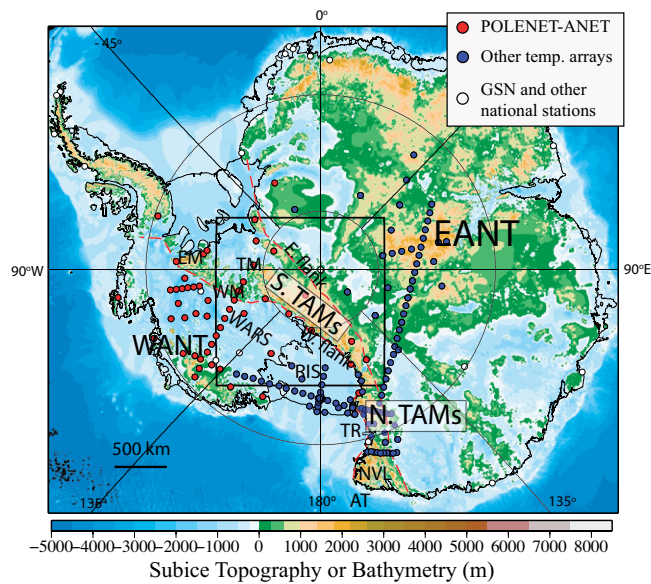 0°
-45°
POLENET-ANET
Other temp. arrays
GSN and other
national stations
EANT
EM
TM
E. flank
90°W
90°E
WM
S. TAMs
WARS
W. flank
WANT
RIS
N. TAMs
TR
500 km
NVL
-135°
180°
AT
135°
−5000−4000−3000−2000−1000 0 1000 2000 3000 4000 5000 6000 7000 8000
Subice Topography or Bathymetry (m)